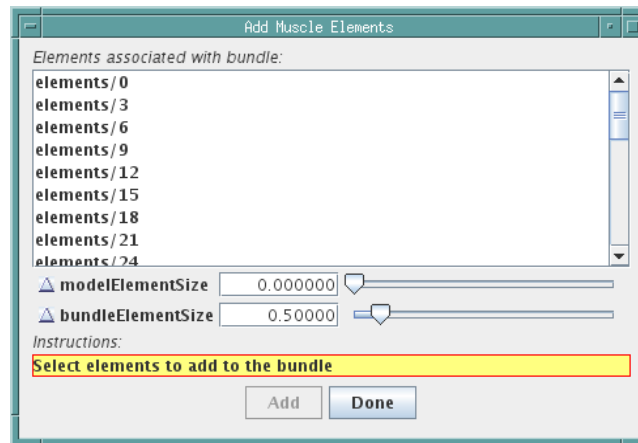 Add Muscle Elements
Elements associated with bundle:
elements/0
elements/3
elements/6
elements/9
elements/12
elements/15
elements/18
elements/21
elements/24
modelElementSize 0.000000
bundleElementSize 0.50000
Instructions:
Select elements to add to the bundle
Add Done